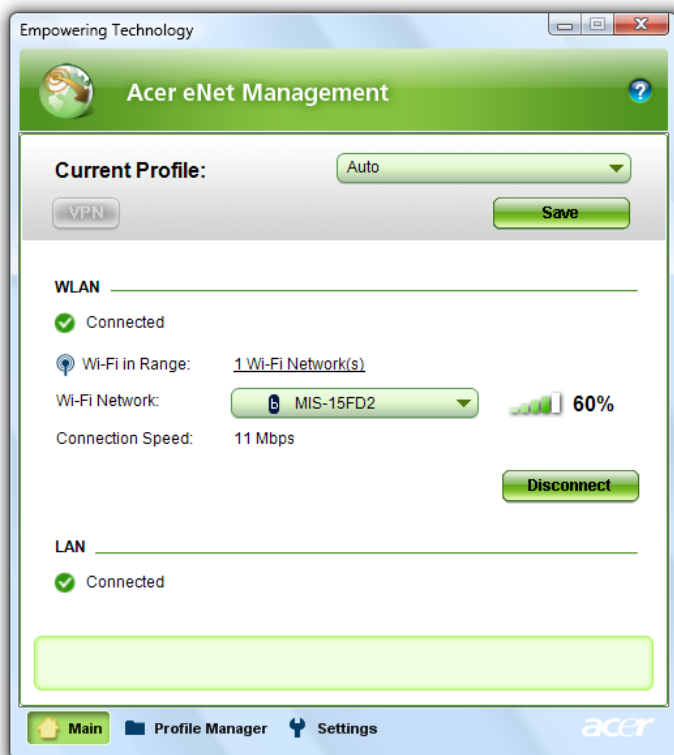 Empowering Technology
Acer eNet Management
?
Current Profile: Auto
VPN Save
WLAN
Connected
Wi-Fi in Range: 1 Wi-Fi Network(s)
Wi-Fi Network: b MIS-15FD2 60%
Connection Speed: 11 Mbps
Disconnect
LAN
Connected
Main Profile Manager Settings acer